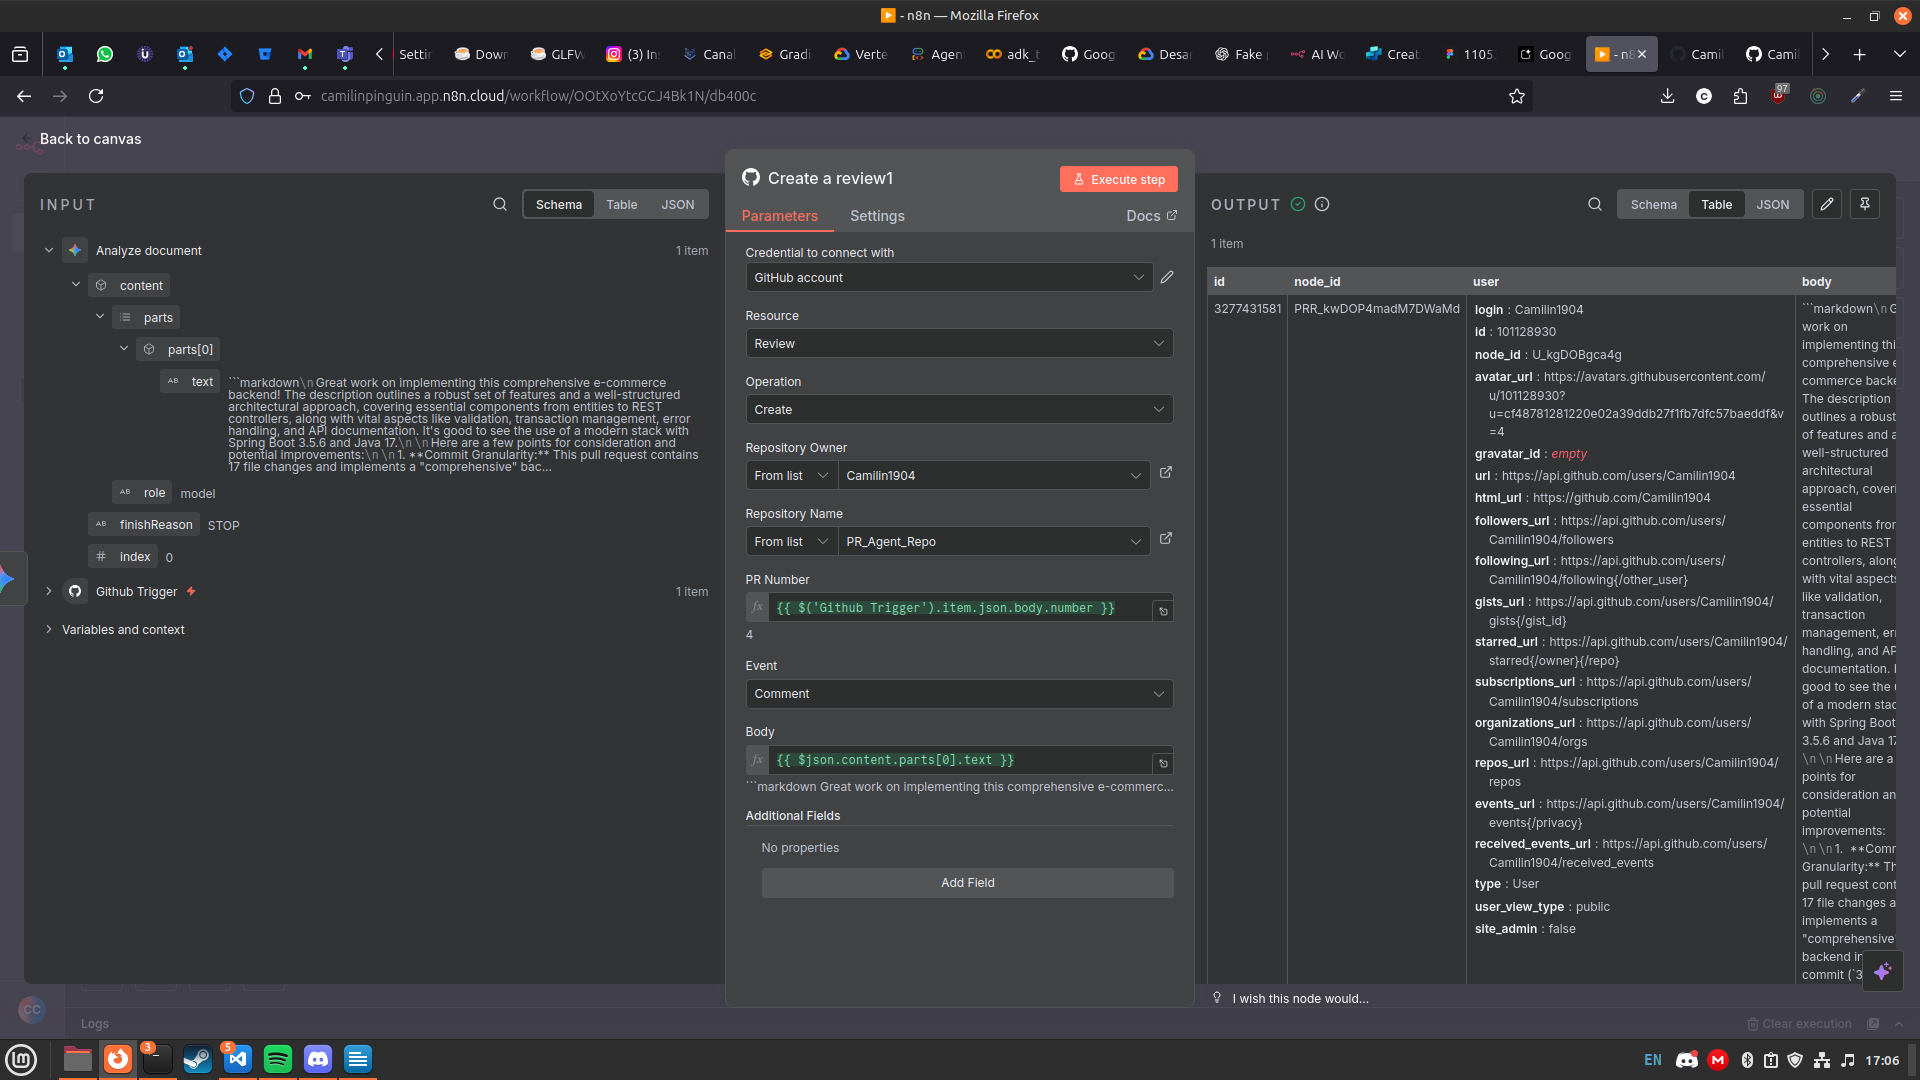 - n8n — Mozilla Firefox
Settin
Down
GLFW
(3) Ins
Canal
Gradi
Verte
Agen
adk_t
Goog
Desar
Fake
AI Wo
Creat
1105
Goog
- n8
Camil
Camil
camilinpinguin.app.n8n.cloud/workflow/OOtXoYtcGCJ4Bk1N/db400c
97
Back to canvas
INPUT
Schema
Table
JSON
Analyze document
1 item
content
parts
parts[0]
AB text
```markdown\n Great work on implementing this comprehensive e-commerce
backend! The description outlines a robust set of features and a well-structured
architectural approach, covering essential components from entities to REST
controllers, along with vital aspects like validation, transaction management, error
handling, and API documentation. It's good to see the use of a modern stack with
Spring Boot 3.5.6 and Java 17.\n \n Here are a few points for consideration and
potential improvements:\n \n 1. **Commit Granularity:** This pull request contains
17 file changes and implements a "comprehensive" bac...
AB role model
AB finishReason STOP
# index 0
Github Trigger
1 item
Variables and context
Create a review1
Execute step
Parameters
Settings
Docs
Credential to connect with
GitHub account
Resource
Review
Operation
Create
Repository Owner
From list
Camilin1904
Repository Name
From list
PR_Agent_Repo
PR Number
fx {{ $('Github Trigger').item.json.body.number }}
4
Event
Comment
Body
fx {{ $json.content.parts[0].text }}
```markdown Great work on implementing this comprehensive e-commerc...
Additional Fields
No properties
Add Field
OUTPUT
Schema
Table
JSON
1 item
id
node_id
user
body
3277431581
PRR_kwDOP4madM7DWaMd
login : Camilin1904
id : 101128930
node_id : U_kgDOBgca4g
avatar_url : https://avatars.githubusercontent.com/
u/101128930?
u=cf48781281220e02a39ddb27f1fb7dfc57baeddf&v
=4
gravatar_id : empty
url : https://api.github.com/users/Camilin1904
html_url : https://github.com/Camilin1904
followers_url : https://api.github.com/users/
Camilin1904/followers
following_url : https://api.github.com/users/
Camilin1904/following{/other_user}
gists_url : https://api.github.com/users/Camilin1904/
gists{/gist_id}
starred_url : https://api.github.com/users/Camilin1904/
starred{/owner}{/repo}
subscriptions_url : https://api.github.com/users/
Camilin1904/subscriptions
organizations_url : https://api.github.com/users/
Camilin1904/orgs
repos_url : https://api.github.com/users/Camilin1904/
repos
events_url : https://api.github.com/users/Camilin1904/
events{/privacy}
received_events_url : https://api.github.com/users/
Camilin1904/received_events
type : User
user_view_type : public
site_admin : false
```markdown\n G
work on
implementing thi
comprehensive e
commerce backe
The description
outlines a robust
of features and a
well-structured
architectural
approach, coveri
essential
components fron
entities to REST
controllers, along
with vital aspects
like validation,
transaction
management, err
handling, and AP
documentation. I
good to see the u
of a modern stac
with Spring Boot
3.5.6 and Java 17
\n \n Here are a
points for
consideration an
potential
improvements:
\n \n 1. **Comm
Granularity:** Th
pull request cont
17 file changes a
implements a
"comprehensive"
backend in
commit (`3
I wish this node would...
CC
Logs
Clear execution
3
5
EN
17:06